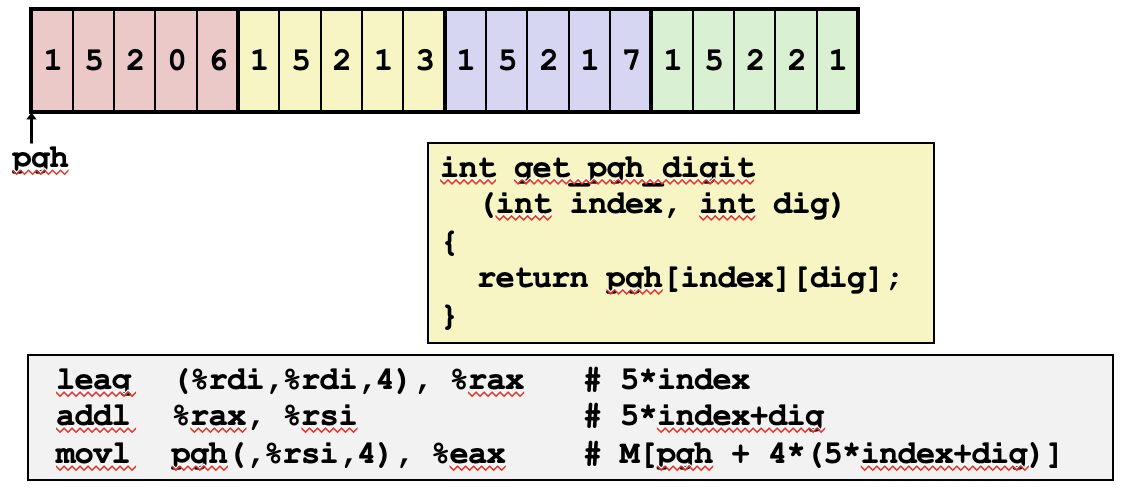 1 5 2 0 6 1 5 2 1 3 1 5 2 1 7 1 5 2 2 1
pgh
int get_pgh_digit
(int index, int dig)
{
return pgh[index][dig];
}
leaq (%rdi,%rdi,4), %rax # 5*index
addl %rax, %rsi # 5*index+dig
movl pgh(,%rsi,4), %eax # M[pgh + 4*(5*index+dig)]